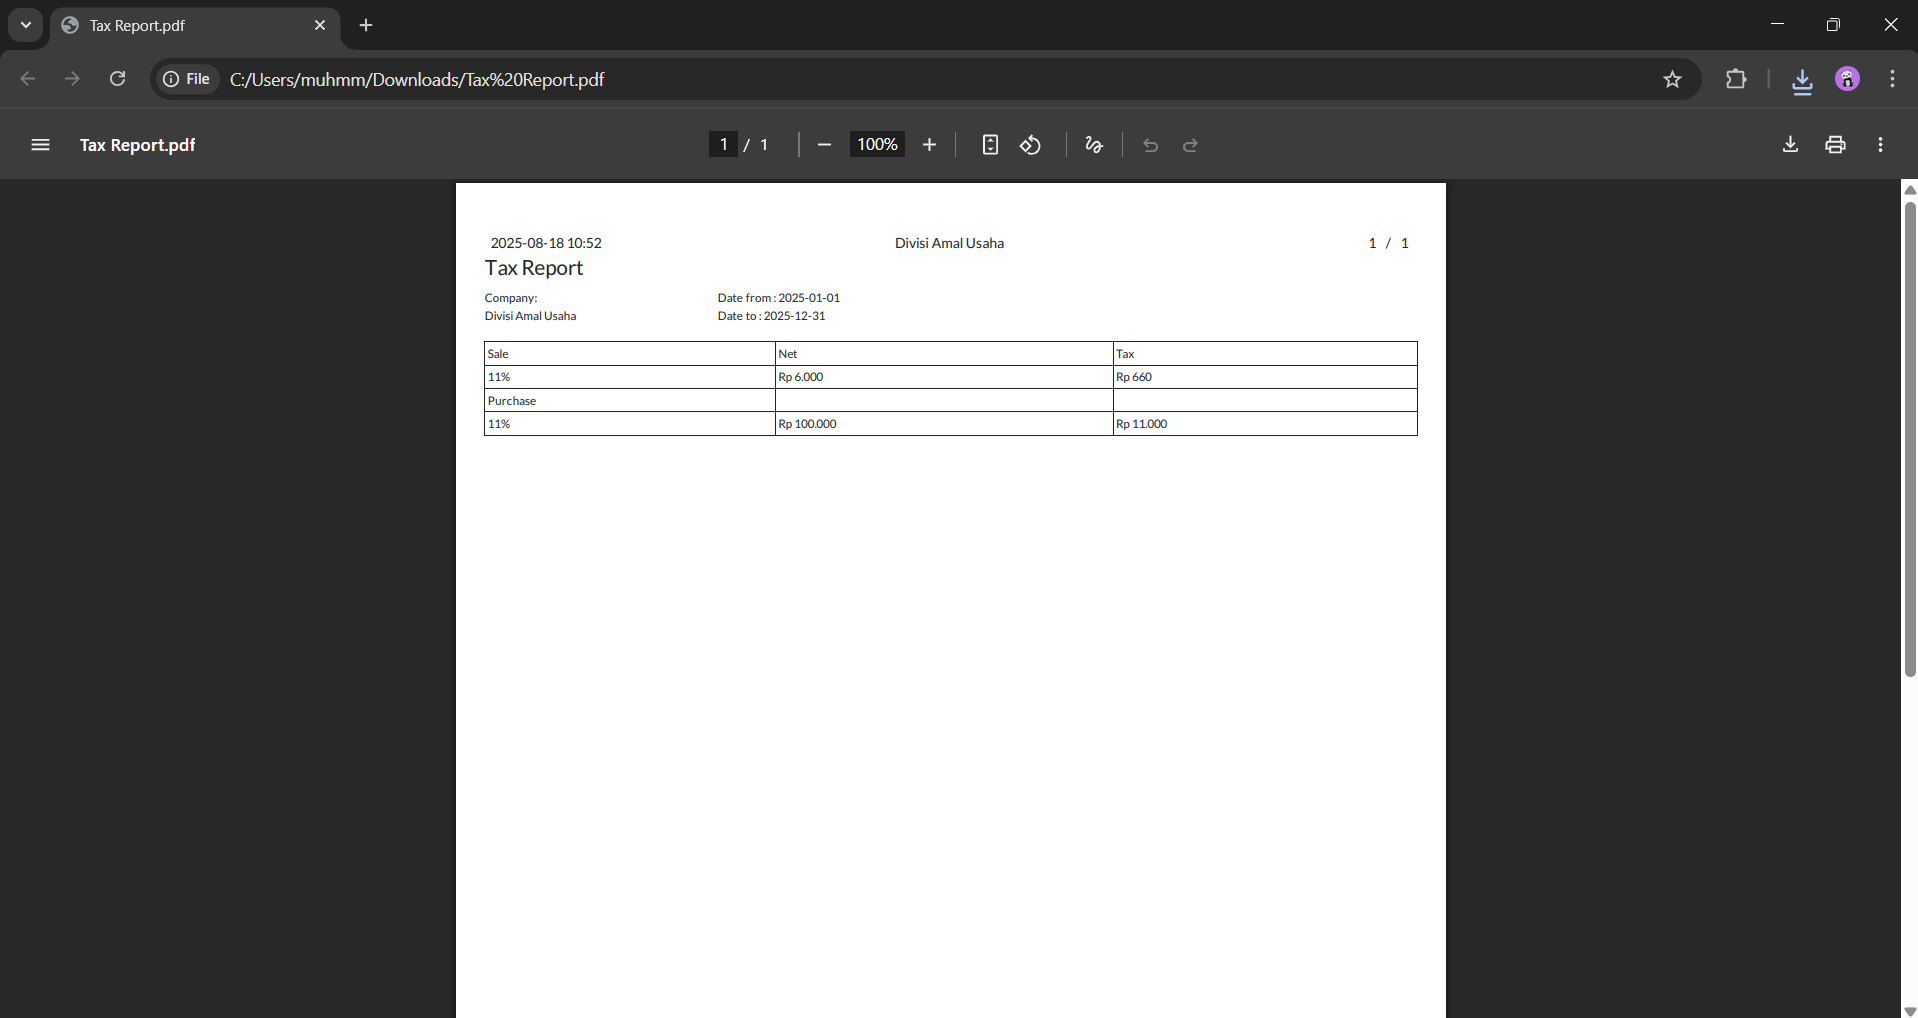 Tax Report.pdf
File C:/Users/muhmm/Downloads/Tax%20Report.pdf
Tax Report.pdf 1 / 1 100%
2025-08-18 10:52 Divisi Amal Usaha 1 / 1
Tax Report
Company: Date from : 2025-01-01
Divisi Amal Usaha Date to : 2025-12-31
Sale Net Tax
11% Rp 6.000 Rp 660
Purchase
11% Rp 100.000 Rp 11.000